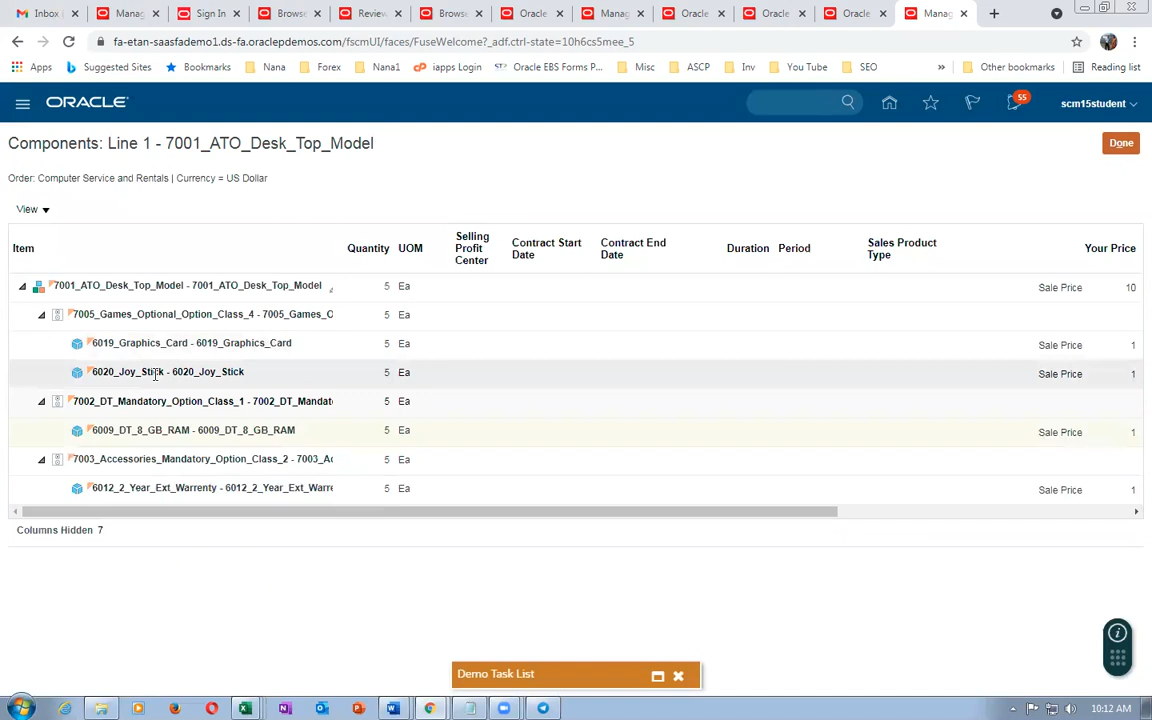 Inbox (
Manag
Sign In
Browse
Review
Browse
Oracle
Manag
Oracle
Oracle
Oracle
Manag
fa-etan-saasfademo1.ds-fa.oraclepdemos.com/fscmUI/faces/FuseWelcome?_adf.ctrl-state=10h6cs5mee_5
Apps Suggested Sites Bookmarks Nana Forex Nana1 iapps Login Oracle EBS Forms P... Misc ASCP Inv You Tube SEO » Other bookmarks Reading list
ORACLE 55 scm15student
Components: Line 1 - 7001_ATO_Desk_Top_Model Done
Order: Computer Service and Rentals | Currency = US Dollar
View
Item Quantity UOM Selling Profit Center Contract Start Date Contract End Date Duration Period Sales Product Type Your Price
7001_ATO_Desk_Top_Model - 7001_ATO_Desk_Top_Model 5 Ea Sale Price 10
7005_Games_Optional_Option_Class_4 - 7005_Games_O 5 Ea
6019_Graphics_Card - 6019_Graphics_Card 5 Ea Sale Price 1
6020_Joy_Stick - 6020_Joy_Stick 5 Ea Sale Price 1
7002_DT_Mandatory_Option_Class_1 - 7002_DT_Mandat 5 Ea
6009_DT_8_GB_RAM - 6009_DT_8_GB_RAM 5 Ea Sale Price 1
7003_Accessories_Mandatory_Option_Class_2 - 7003_Ac 5 Ea
6012_2_Year_Ext_Warrenty - 6012_2_Year_Ext_Warre 5 Ea Sale Price 1
Columns Hidden 7
Demo Task List
10:12 AM